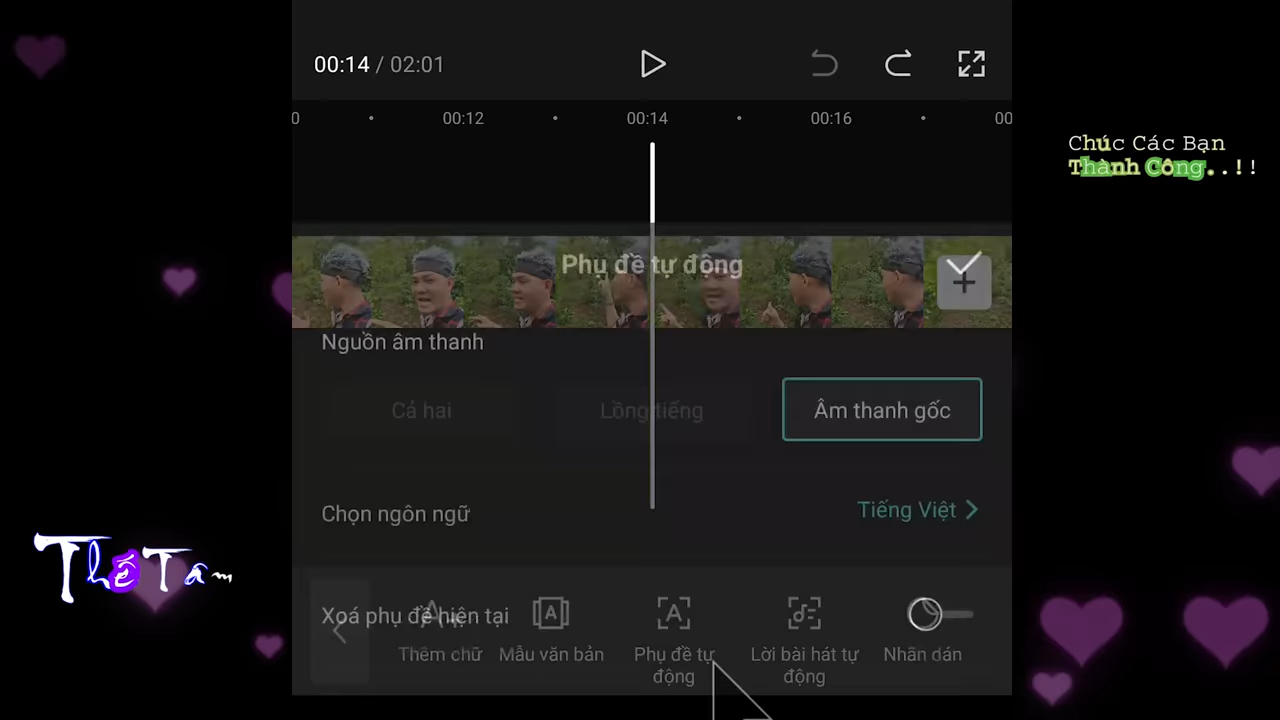 00:14 / 02:01
0 00:12 00:14 00:16 00
Chúc Các Bạn
Thành Công..!!
Phụ đề tự động
Nguồn âm thanh
Cả hai Lồng tiếng Âm thanh gốc
Chọn ngôn ngữ Tiếng Việt
Thế Tâm
Xoá phụ đề hiện tại
Thêm chữ Mẫu văn bản Phụ đề tự động Lời bài hát tự động Nhãn dán